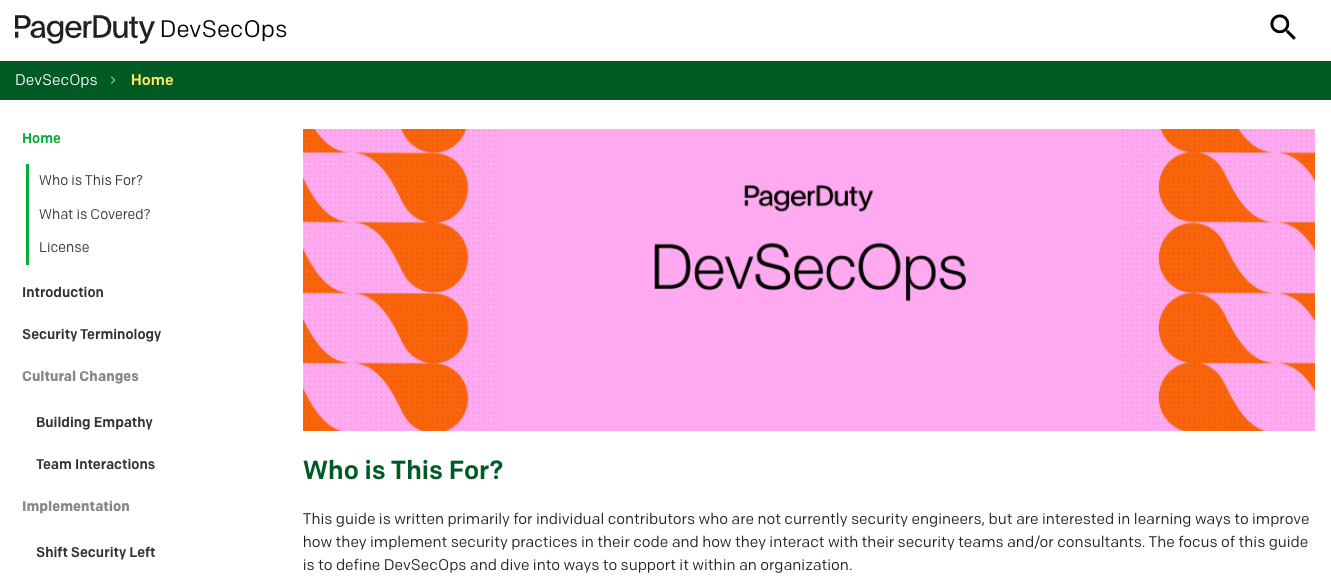 PagerDuty DevSecOps
DevSecOps > Home
Home
Who is This For?
What is Covered?
License
Introduction
Security Terminology
Cultural Changes
Building Empathy
Team Interactions
Implementation
Shift Security Left
PagerDuty
DevSecOps
Who is This For?
This guide is written primarily for individual contributors who are not currently security engineers, but are interested in learning ways to improve
how they implement security practices in their code and how they interact with their security teams and/or consultants. The focus of this guide
is to define DevSecOps and dive into ways to support it within an organization.